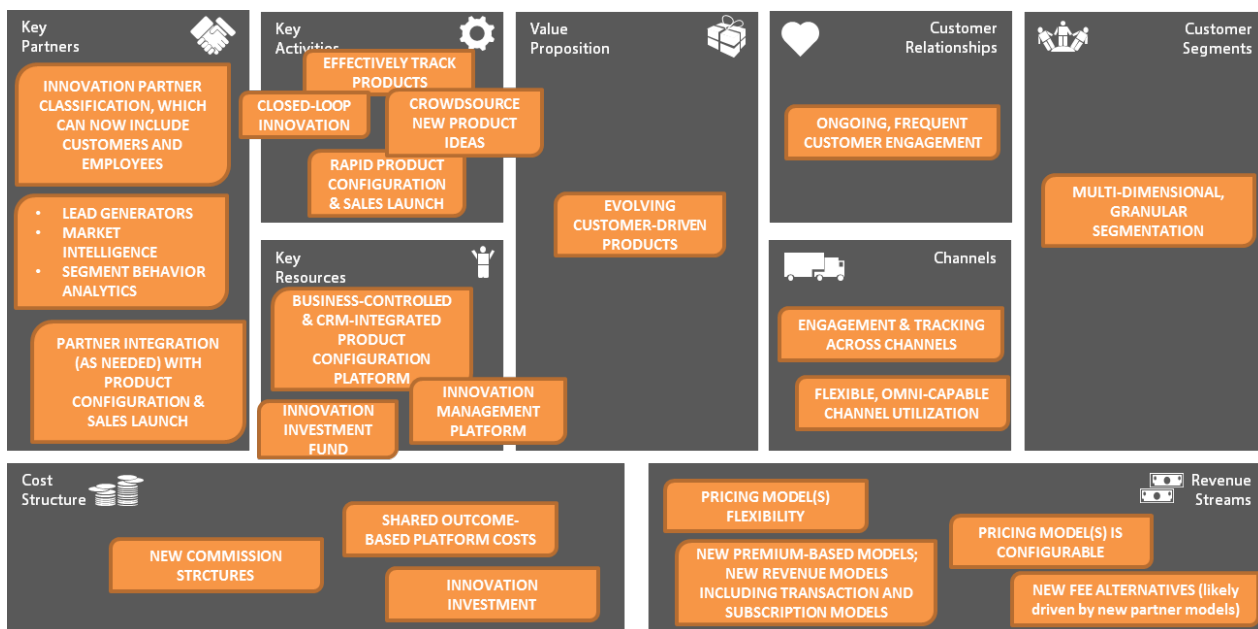 Key
Partners
INNOVATION PARTNER
CLASSIFICATION, WHICH
CAN NOW INCLUDE
CUSTOMERS AND
EMPLOYEES
• LEAD GENERATORS
• MARKET
INTELLIGENCE
• SEGMENT BEHAVIOR
ANALYTICS
PARTNER INTEGRATION
(AS NEEDED) WITH
PRODUCT
CONFIGURATION &
SALES LAUNCH
Key
Activities
EFFECTIVELY TRACK
PRODUCTS
CLOSED-LOOP
INNOVATION
CROWDSOURCE
NEW PRODUCT
IDEAS
RAPID PRODUCT
CONFIGURATION
& SALES LAUNCH
Key
Resources
BUSINESS-CONTROLLED
& CRM-INTEGRATED
PRODUCT
CONFIGURATION
PLATFORM
INNOVATION
INVESTMENT
FUND
INNOVATION
MANAGEMENT
PLATFORM
Value
Proposition
EVOLVING
CUSTOMER-DRIVEN
PRODUCTS
Customer
Relationships
ONGOING, FREQUENT
CUSTOMER ENGAGEMENT
Channels
ENGAGEMENT & TRACKING
ACROSS CHANNELS
FLEXIBLE, OMNI-CAPABLE
CHANNEL UTILIZATION
Customer
Segments
MULTI-DIMENSIONAL,
GRANULAR
SEGMENTATION
Cost
Structure
NEW COMMISSION
STRCTURES
SHARED OUTCOME-
BASED PLATFORM COSTS
INNOVATION
INVESTMENT
Revenue
Streams
PRICING MODEL(S)
FLEXIBILITY
NEW PREMIUM-BASED MODELS;
NEW REVENUE MODELS
INCLUDING TRANSACTION AND
SUBSCRIPTION MODELS
PRICING MODEL(S) IS
CONFIGURABLE
NEW FEE ALTERNATIVES (likely
driven by new partner models)